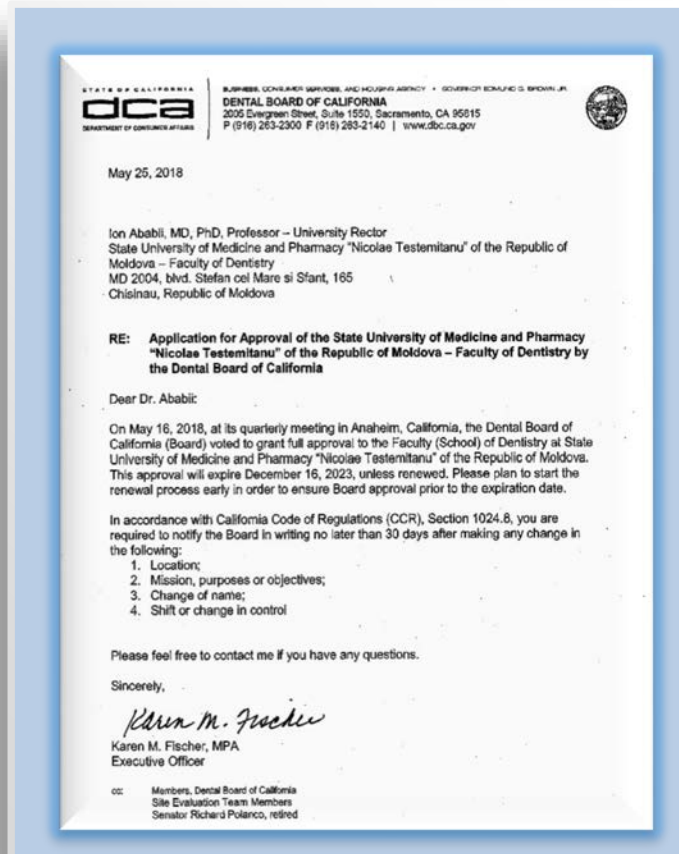 STATE OF CALIFORNIA
dca
DEPARTMENT OF CONSUMER AFFAIRS
BUSINESS, CONSUMER SERVICES, AND HOUSING AGENCY • GOVERNOR EDMUND G. BROWN JR.
DENTAL BOARD OF CALIFORNIA
2005 Evergreen Street, Suite 1550, Sacramento, CA 95815
P (916) 263-2300 F (916) 263-2140 | www.dbc.ca.gov
May 25, 2018
Ion Ababii, MD, PhD, Professor – University Rector
State University of Medicine and Pharmacy "Nicolae Testemitanu" of the Republic of
Moldova – Faculty of Dentistry
MD 2004, blvd. Stefan cel Mare si Sfant, 165
Chisinau, Republic of Moldova
RE: Application for Approval of the State University of Medicine and Pharmacy
"Nicolae Testemitanu" of the Republic of Moldova – Faculty of Dentistry by
the Dental Board of California
Dear Dr. Ababii:
On May 16, 2018, at its quarterly meeting in Anaheim, California, the Dental Board of
California (Board) voted to grant full approval to the Faculty (School) of Dentistry at State
University of Medicine and Pharmacy "Nicolae Testemitanu" of the Republic of Moldova.
This approval will expire December 16, 2023, unless renewed. Please plan to start the
renewal process early in order to ensure Board approval prior to the expiration date.
In accordance with California Code of Regulations (CCR), Section 1024.8, you are
required to notify the Board in writing no later than 30 days after making any change in
the following:
1. Location;
2. Mission, purposes or objectives;
3. Change of name;
4. Shift or change in control
Please feel free to contact me if you have any questions.
Sincerely,
Karen M. Fischer
Karen M. Fischer, MPA
Executive Officer
cc: Members, Dental Board of California
Site Evaluation Team Members
Senator Richard Polanco, retired